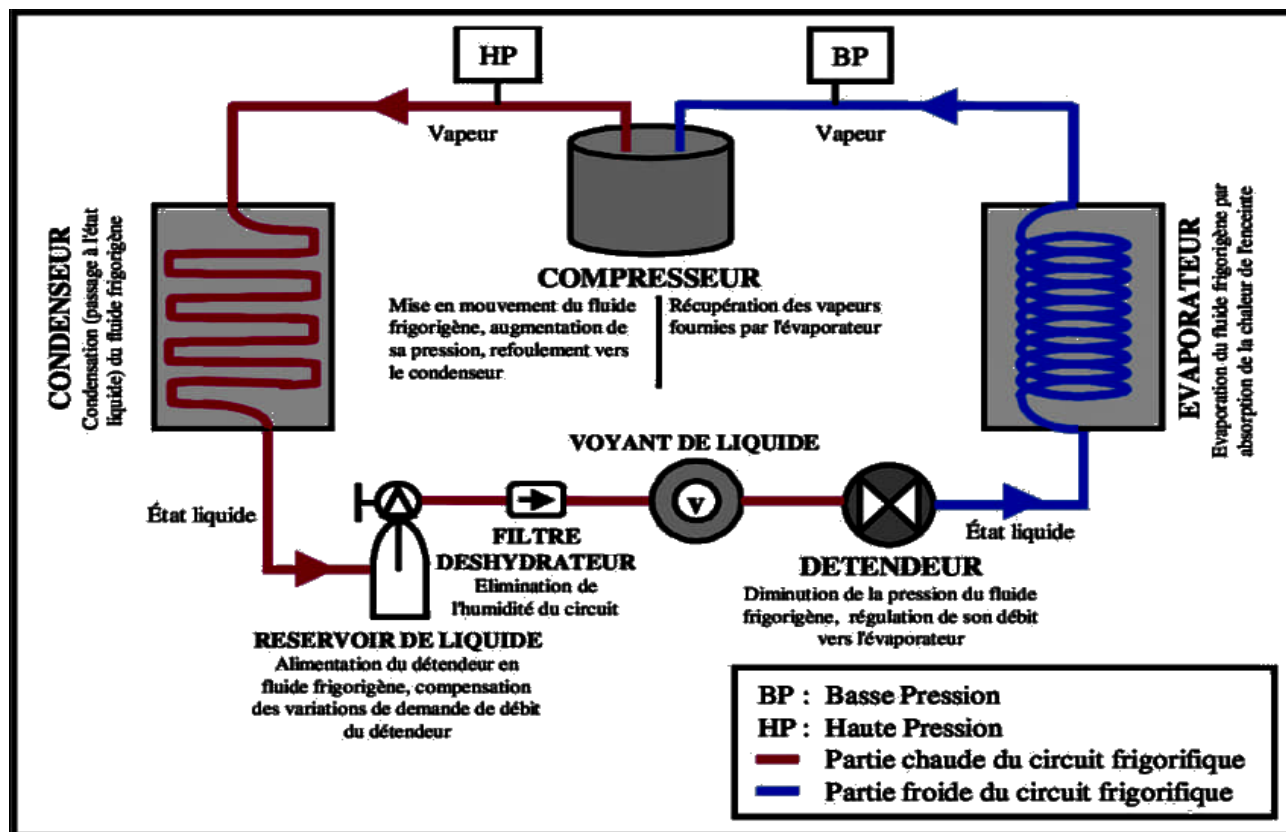 HP
BP
Vapeur
Vapeur
CONDENSEUR
Condensation (passage à l'état
liquide) du fluide frigorigène
COMPRESSEUR
Mise en mouvement du fluide
frigorigène, augmentation de
sa pression, refoulement vers
le condenseur
Récupération des vapeurs
fournies par l'évaporateur
EVAPORATEUR
Evaporation du fluide frigorigène par
absorption de la chaleur de l'enceinte
VOYANT DE LIQUIDE
V
État liquide
État liquide
FILTRE
DESHYDRATEUR
Elimination de
l'humidité du circuit
DETENDEUR
Diminution de la pression du fluide
frigorigène, régulation de son débit
vers l'évaporateur
RESERVOIR DE LIQUIDE
Alimentation du détendeur en
fluide frigorigène, compensation
des variations de demande de débit
du détendeur
BP : Basse Pression
HP : Haute Pression
Partie chaude du circuit frigorifique
Partie froide du circuit frigorifique